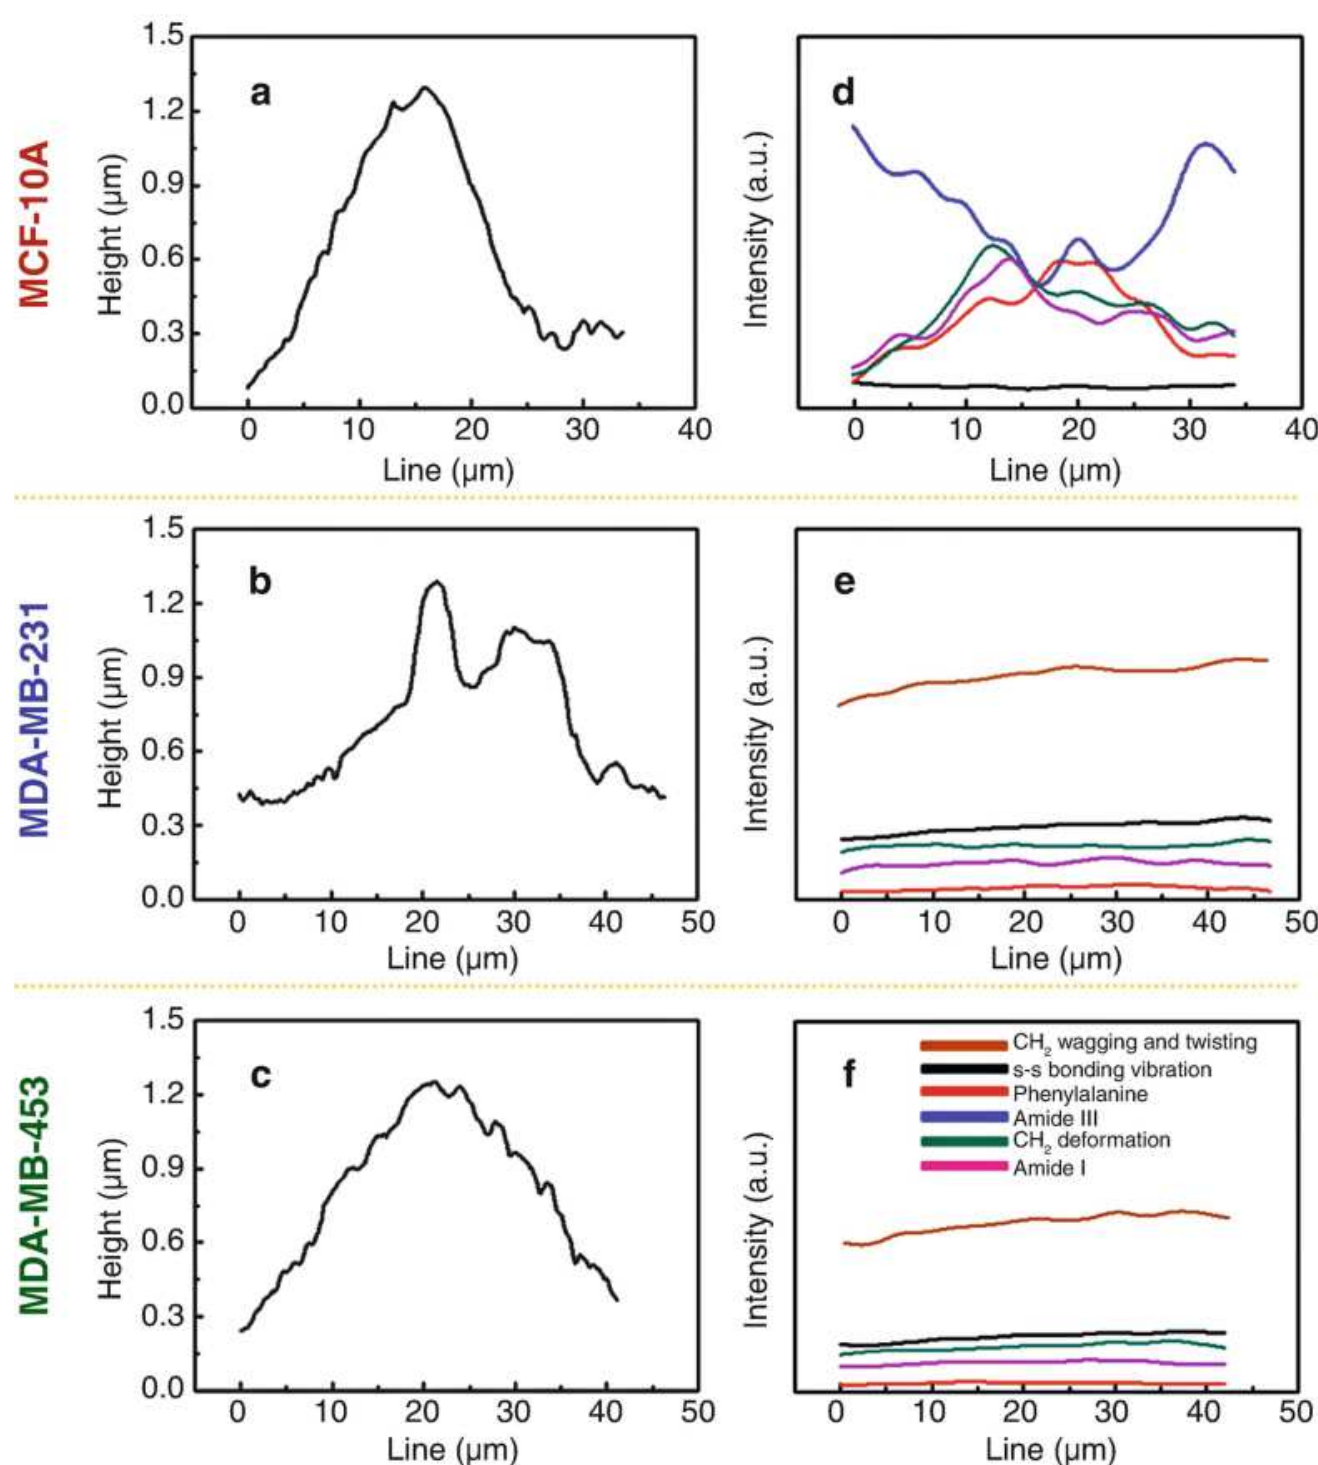 MCF-10A
1.5
1.2
0.9
0.6
0.3
0.0
Height (µm)
a
0 10 20 30 40
Line (µm)
Intensity (a.u.)
d
0 10 20 30 40
Line (µm)
MDA-MB-231
1.5
1.2
0.9
0.6
0.3
0.0
Height (µm)
b
0 10 20 30 40 50
Line (µm)
Intensity (a.u.)
e
0 10 20 30 40 50
Line (µm)
MDA-MB-453
1.5
1.2
0.9
0.6
0.3
0.0
Height (µm)
c
0 10 20 30 40 50
Line (µm)
Intensity (a.u.)
f
CH₂ wagging and twisting
s-s bonding vibration
Phenylalanine
Amide III
CH₂ deformation
Amide I
0 10 20 30 40 50
Line (µm)